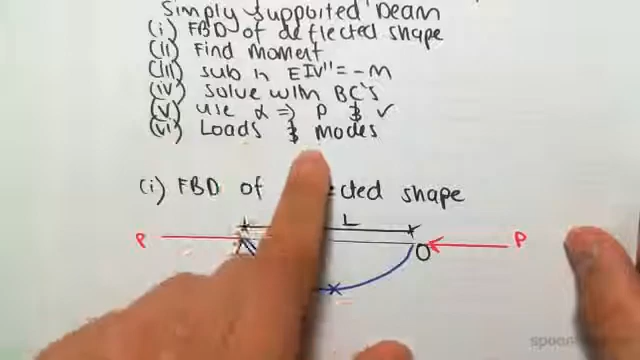 Simply Supported Beam
(i) FBD of deflected shape
(ii) Find Moment
(iii) sub in EIv'' = -M
(iv) Solve with BC's
(v) use α => P & v
(vi) Loads & Modes
(i) FBD of shape
L
P P
spoon